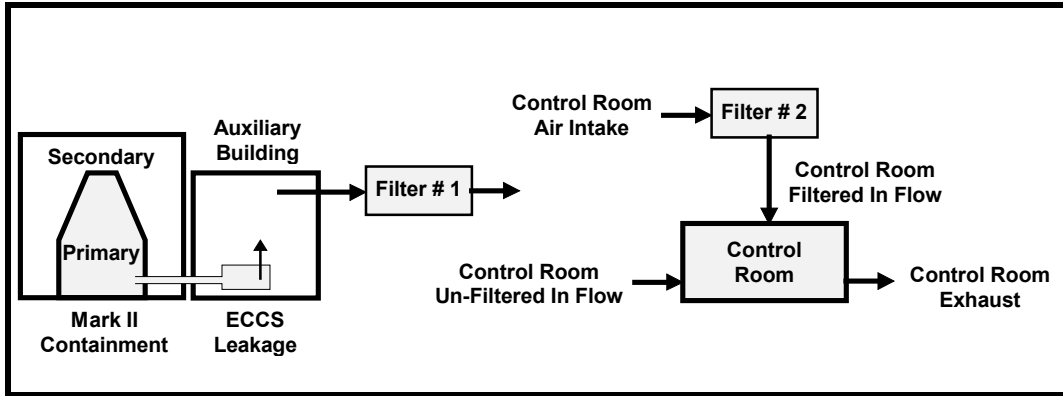 Secondary
Primary
Mark II
Containment
Auxiliary
Building
ECCS
Leakage
Filter # 1
Control Room
Air Intake
Filter # 2
Control Room
Filtered In Flow
Control Room
Un-Filtered In Flow
Control
Room
Control Room
Exhaust